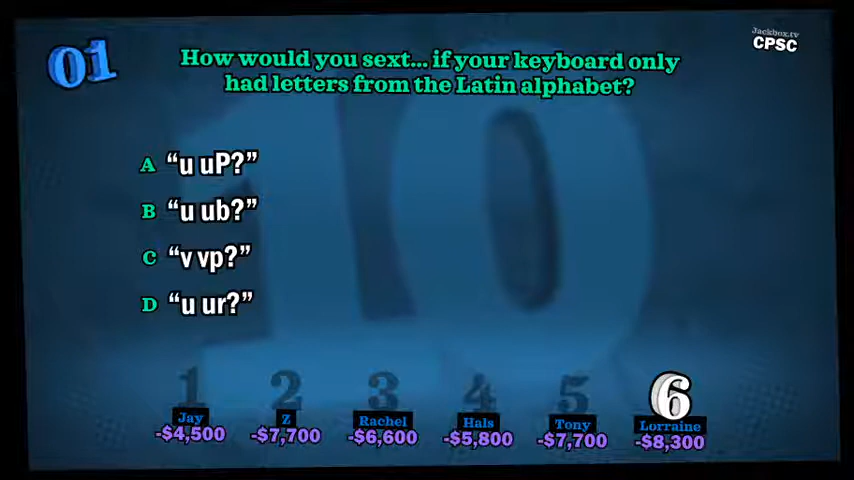 Jackbox.tv
CPSC
01
How would you sext... if your keyboard only
had letters from the Latin alphabet?
10
A "u uP?"
B "u ub?"
C "v vp?"
D "u ur?"
1 2 3 4 5 6
Jay Z Rachel Hals Tony Lorraine
-$4,500 -$7,700 -$6,600 -$5,800 -$7,700 -$8,300